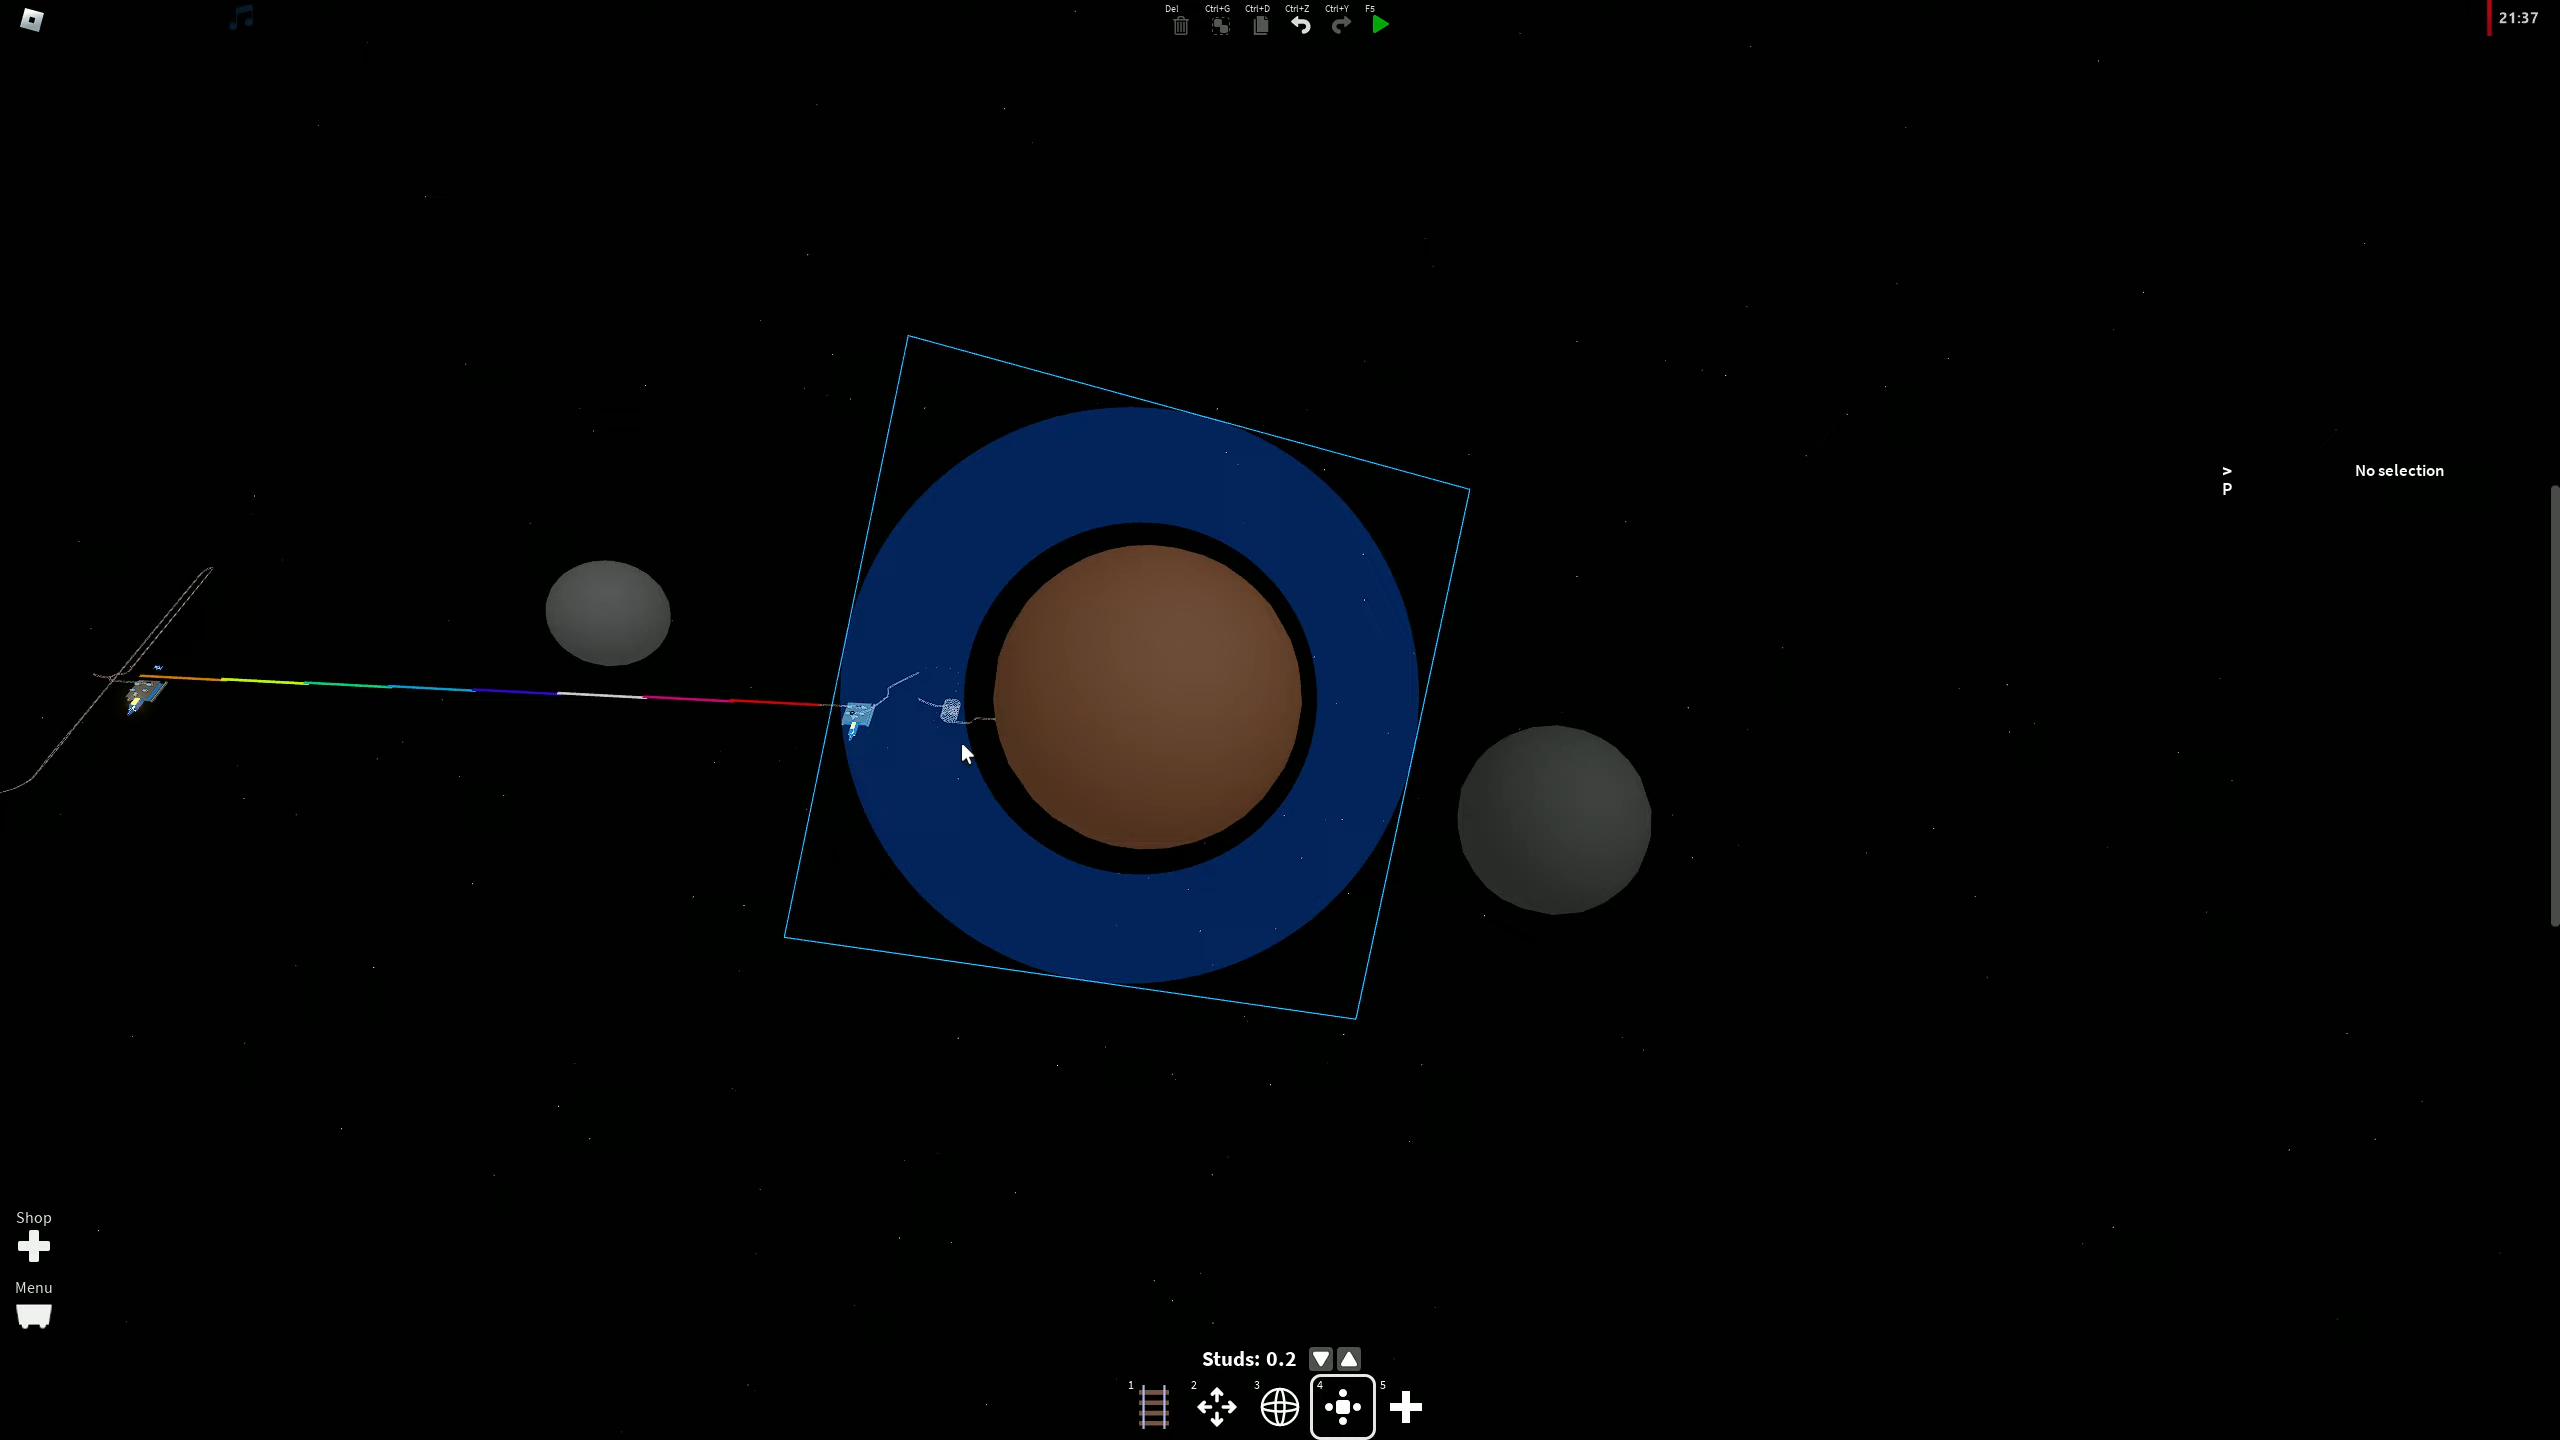 Del Ctrl+G Ctrl+D Ctrl+Z Ctrl+Y F5
21:37
> No selection
P
Shop
Menu
Studs: 0.2
1 2 3 4 5